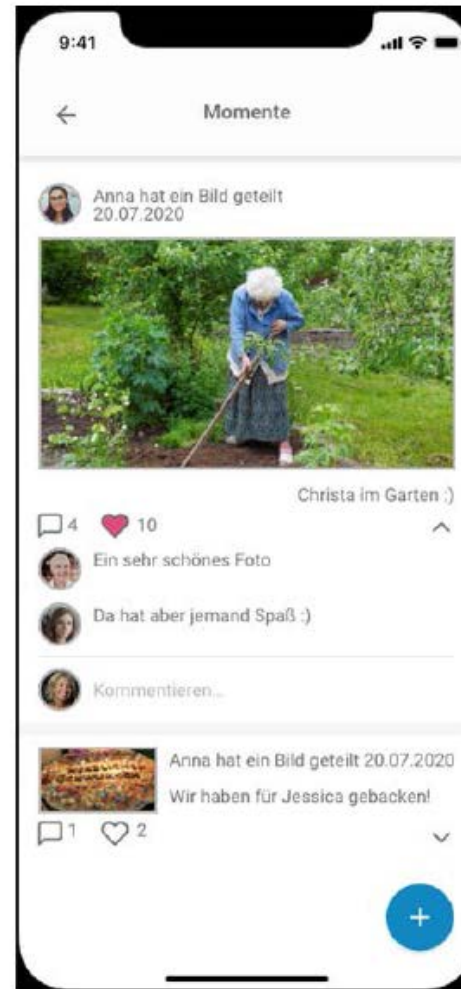 9:41
Momente
Anna hat ein Bild geteilt
20.07.2020
Christa im Garten :)
4
10
Ein sehr schönes Foto
Da hat aber jemand Spaß :)
Kommentieren...
Anna hat ein Bild geteilt 20.07.2020
Wir haben für Jessica gebacken!
1
2